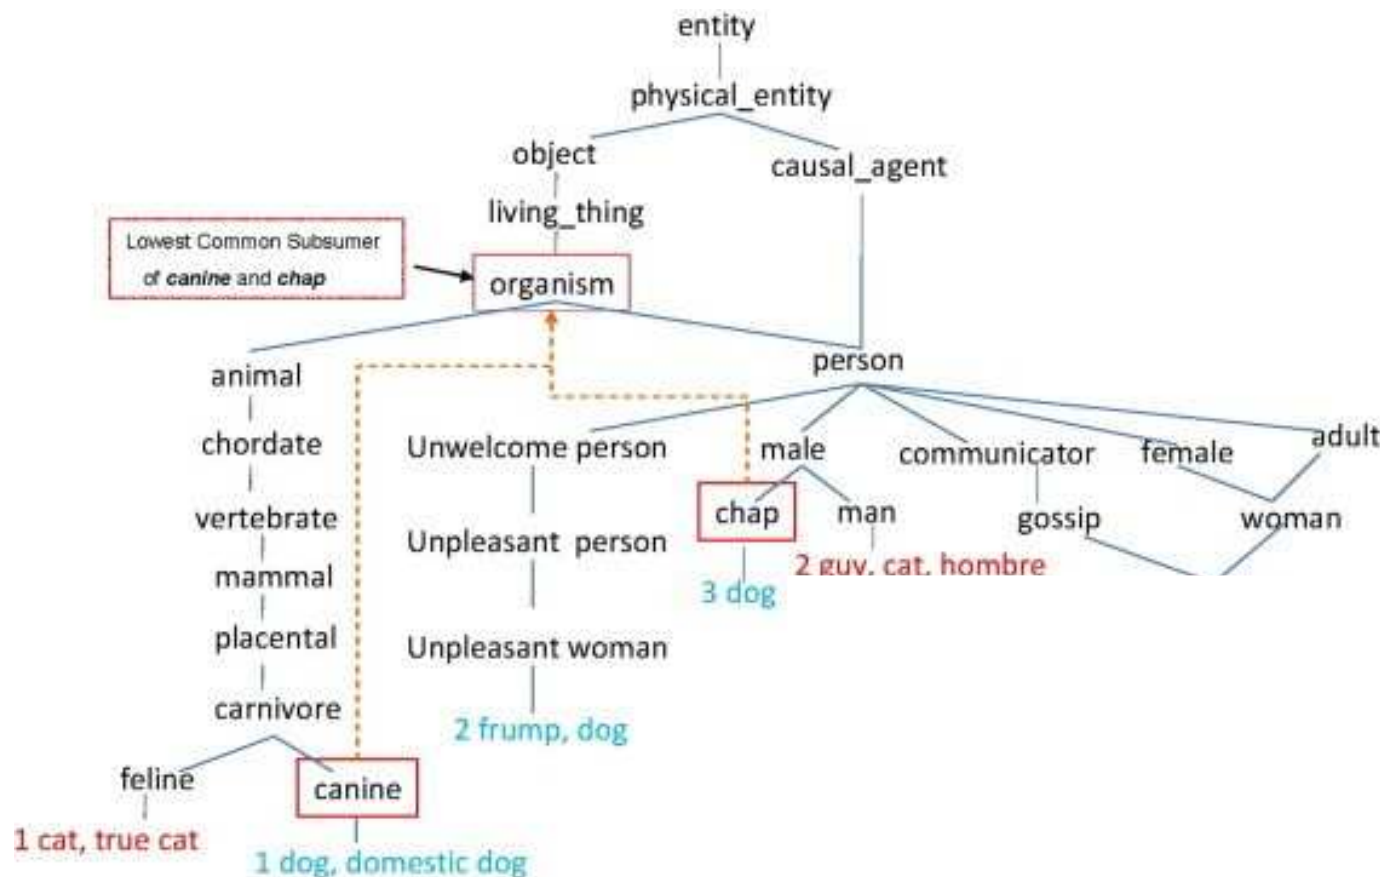 entity
physical_entity
object
causal_agent
living_thing
Lowest Common Subsumer
of canine and chap
organism
person
animal
chordate
Unwelcome person
male
communicator
female
adult
chap
man
gossip
woman
vertebrate
Unpleasant person
2 guy, cat, hombre
mammal
3 dog
placental
Unpleasant woman
carnivore
2 frump, dog
feline
canine
1 cat, true cat
1 dog, domestic dog